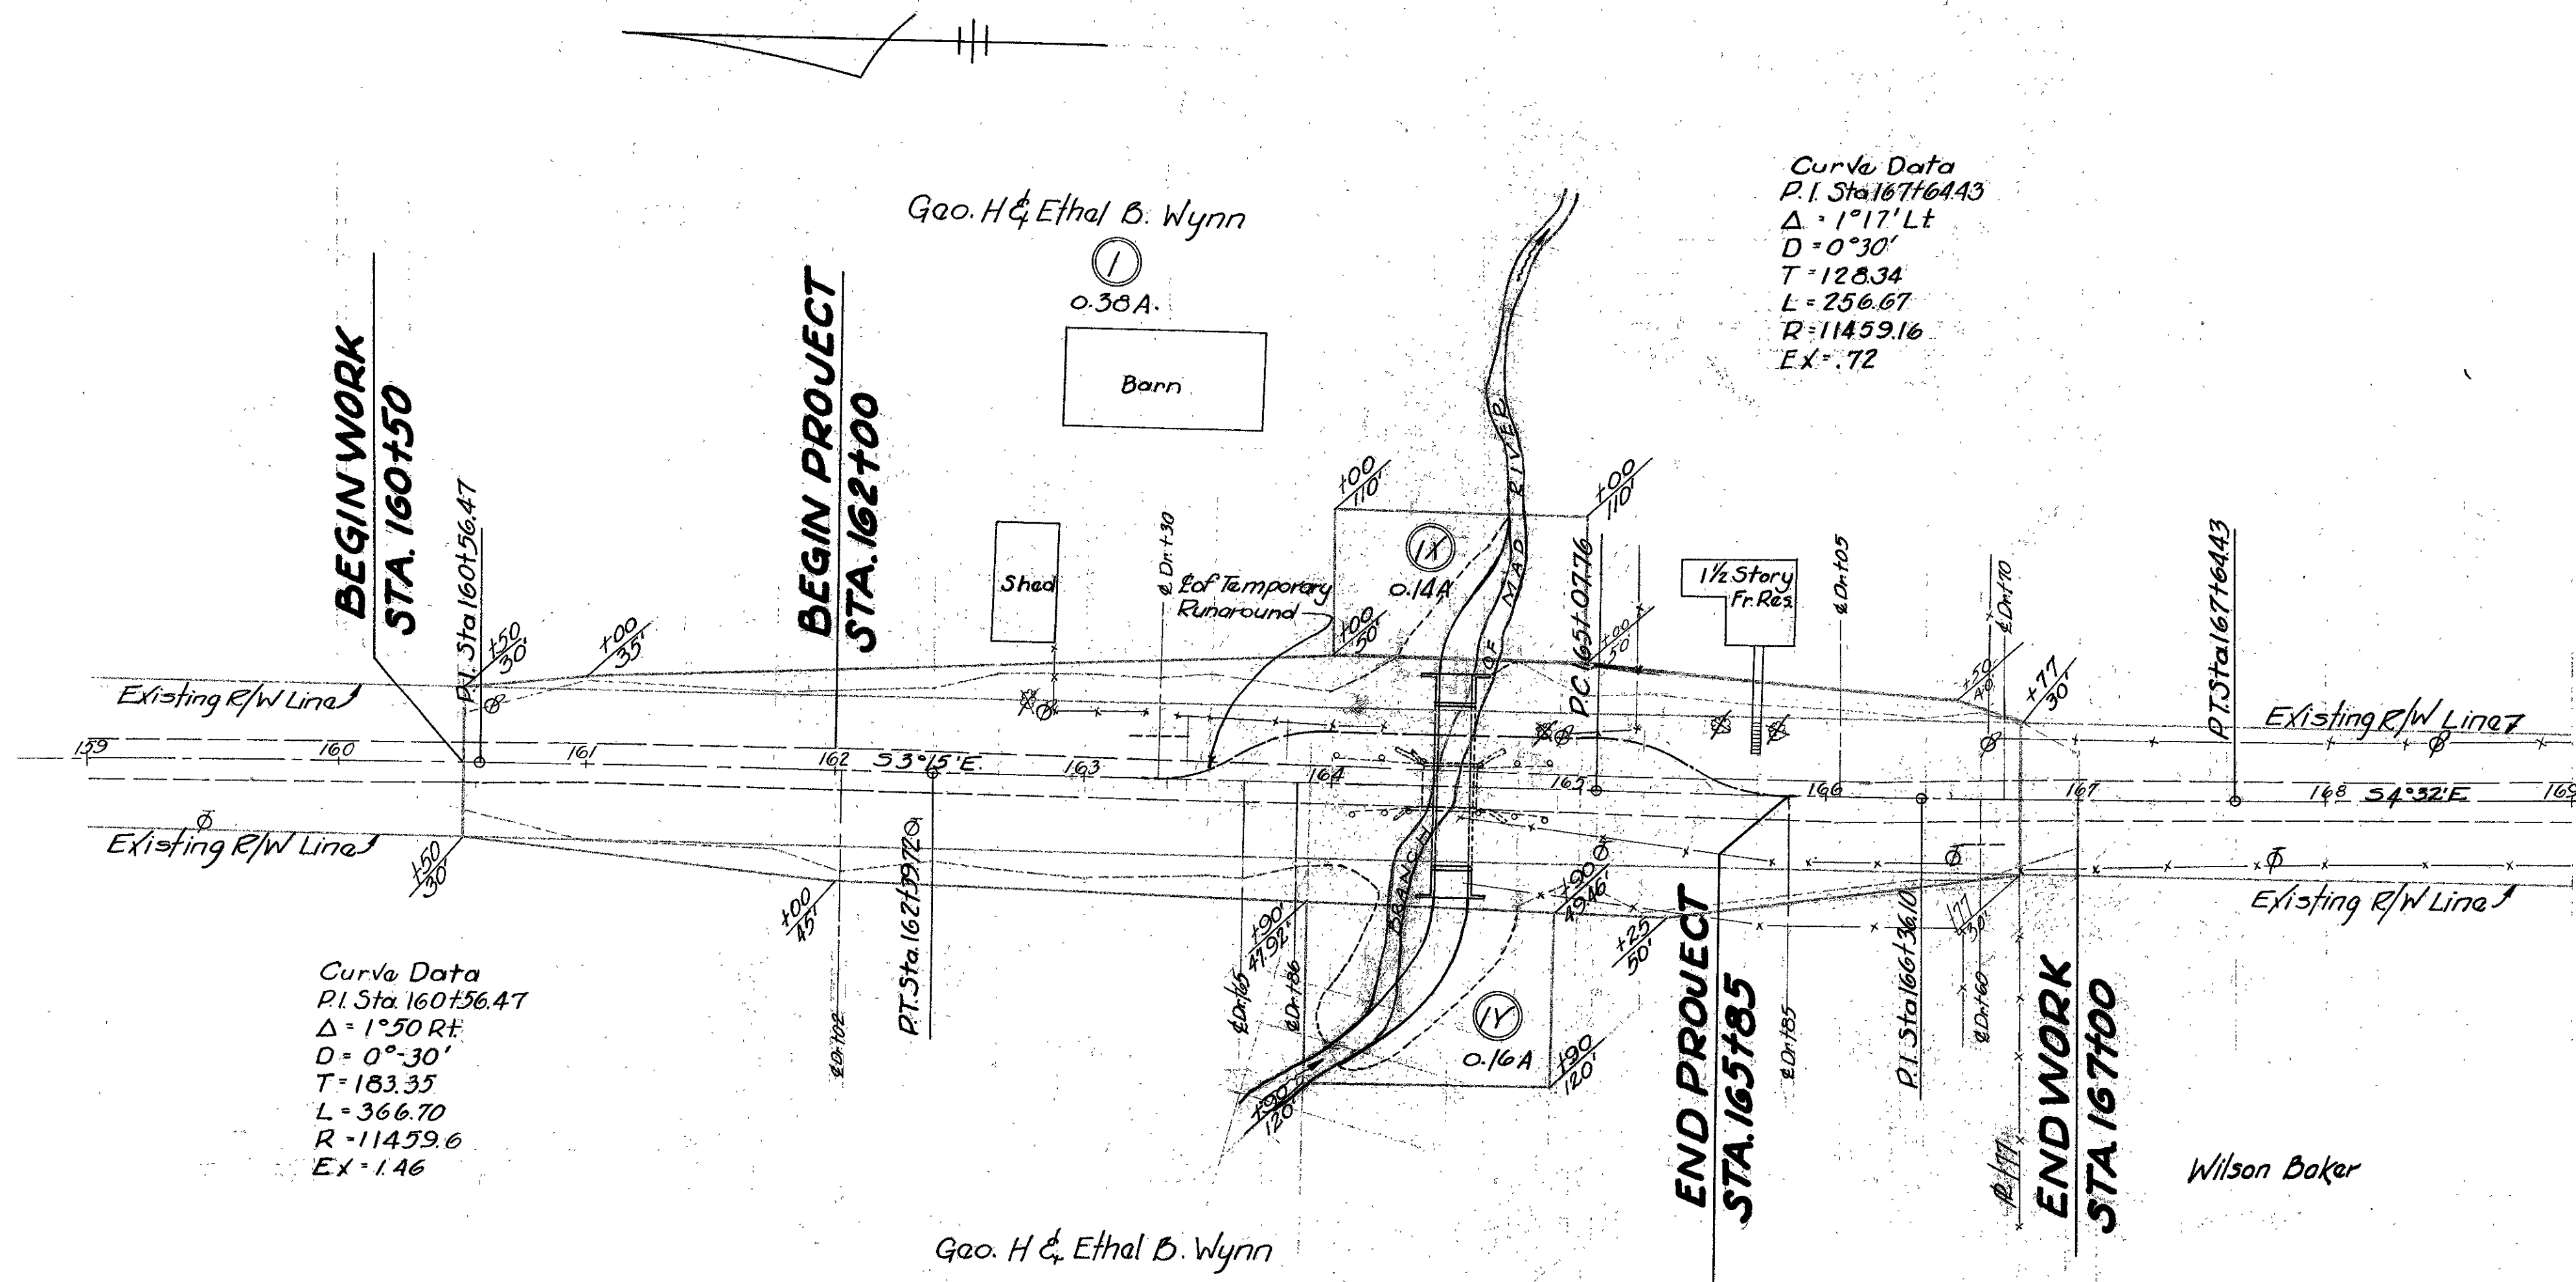 Curve Data
P.I. Sta 167+64.43
Δ = 1°17' Lt
D = 0°30'
T = 128.34
L = 256.67
R = 11459.16
Ex = .72
Geo. H & Ethel B. Wynn
1
0.38A.
Barn
BEGIN WORK
STA. 160+50
P.I. Sta 160+56.47
BEGIN PROJECT
STA. 162+00
+50
30'
+00
35'
Shed
℄ Dr. +30
℄ of Temporary
Runaround
+00
110'
+00
110'
1X
0.14A
+00
50'
+00
50'
BRANCH OF MAD RIVER
P.C. 165+07.76
1½ Story
Fr. Res.
℄ Dr. +05
℄ Dr. +70
+50
40'
+77
30'
P.T. Sta 167+64.43
Existing R/W Line
Existing R/W Line
159
160
161
162
S 3°15' E.
163
164
165
166
167
168
S 4°32' E
169
Existing R/W Line
Existing R/W Line
+50
30'
+00
45'
℄ Dr. +02
P.T. Sta. 162+39.72
+90
47.92'
℄ Dr. +65
℄ Dr. +86
+90
49.46'
+25
50'
1Y
0.16A
+90
120'
+90
120'
END PROJECT
STA. 165+85
℄ Dr. +85
P.I. Sta 166+36.10
+77
30'
℄ Dr. +60
END WORK
STA. 167+00
Curve Data
P.I. Sta. 160+56.47
Δ = 1°50 Rt.
D = 0°-30'
T = 183.35
L = 366.70
R = 11459.6
Ex = 1.46
Wilson Baker
Geo. H & Ethel B. Wynn